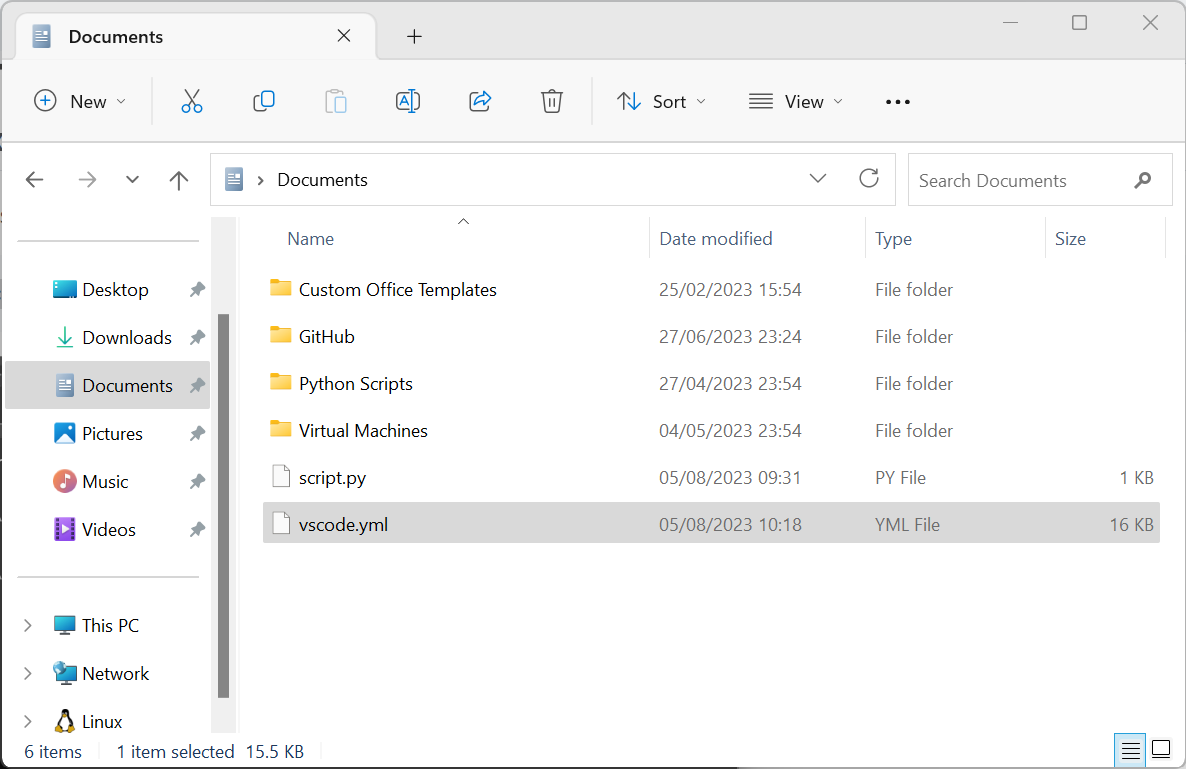 Documents
New
Sort
View
Documents
Search Documents
Name Date modified Type Size
Desktop
Downloads
Documents
Pictures
Music
Videos
This PC
Network
Linux
Custom Office Templates 25/02/2023 15:54 File folder
GitHub 27/06/2023 23:24 File folder
Python Scripts 27/04/2023 23:54 File folder
Virtual Machines 04/05/2023 23:54 File folder
script.py 05/08/2023 09:31 PY File 1 KB
vscode.yml 05/08/2023 10:18 YML File 16 KB
6 items 1 item selected 15.5 KB